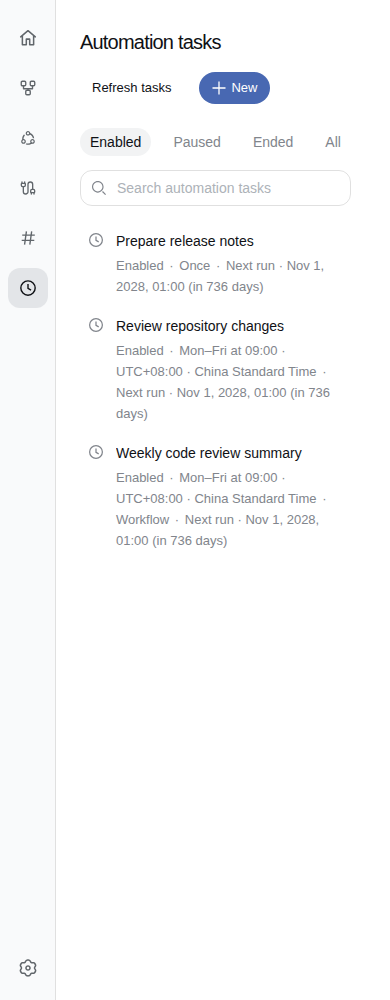 Automation tasks
Refresh tasks
New
Enabled
Paused
Ended
All
Search automation tasks
Prepare release notes
Enabled · Once · Next run · Nov 1,
2028, 01:00 (in 736 days)
Review repository changes
Enabled · Mon–Fri at 09:00 ·
UTC+08:00 · China Standard Time ·
Next run · Nov 1, 2028, 01:00 (in 736
days)
Weekly code review summary
Enabled · Mon–Fri at 09:00 ·
UTC+08:00 · China Standard Time ·
Workflow · Next run · Nov 1, 2028,
01:00 (in 736 days)